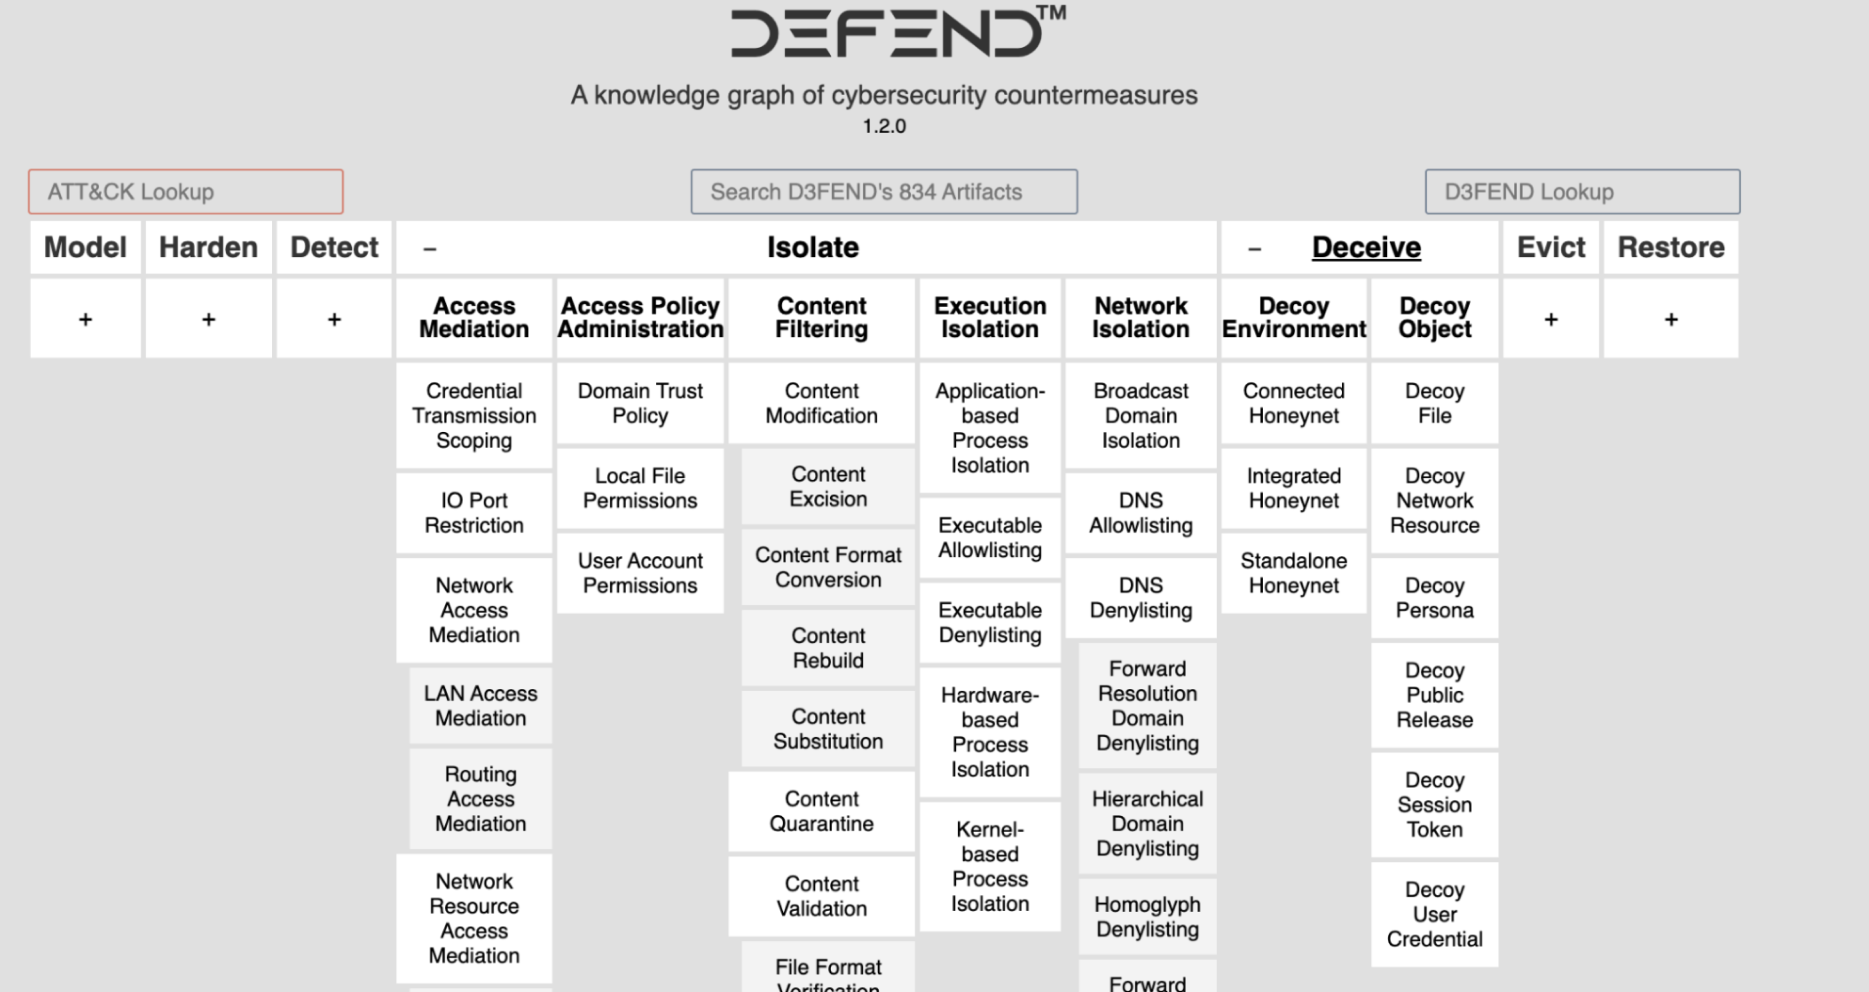 DEFEND™
A knowledge graph of cybersecurity countermeasures
1.2.0
ATT&CK Lookup
Search D3FEND's 834 Artifacts
D3FEND Lookup
Model
Harden
Detect
–
Isolate
–
Deceive
Evict
Restore
+
+
+
Access
Mediation
Access Policy
Administration
Content
Filtering
Execution
Isolation
Network
Isolation
Decoy
Environment
Decoy
Object
+
+
Credential
Transmission
Scoping
IO Port
Restriction
Network
Access
Mediation
LAN Access
Mediation
Routing
Access
Mediation
Network
Resource
Access
Mediation
Domain Trust
Policy
Local File
Permissions
User Account
Permissions
Content
Modification
Content
Excision
Content Format
Conversion
Content
Rebuild
Content
Substitution
Content
Quarantine
Content
Validation
File Format
Verification
Application-
based
Process
Isolation
Executable
Allowlisting
Executable
Denylisting
Hardware-
based
Process
Isolation
Kernel-
based
Process
Isolation
Broadcast
Domain
Isolation
DNS
Allowlisting
DNS
Denylisting
Forward
Resolution
Domain
Denylisting
Hierarchical
Domain
Denylisting
Homoglyph
Denylisting
Forward
Connected
Honeynet
Integrated
Honeynet
Standalone
Honeynet
Decoy
File
Decoy
Network
Resource
Decoy
Persona
Decoy
Public
Release
Decoy
Session
Token
Decoy
User
Credential